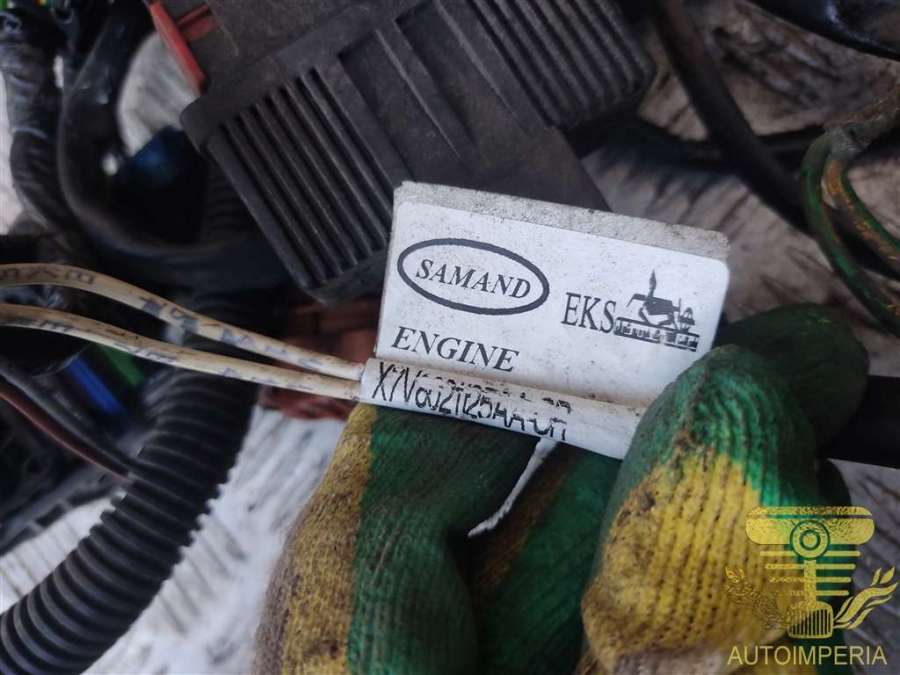 SAMAND
EKS
ENGINE
AUTOIMPERIA